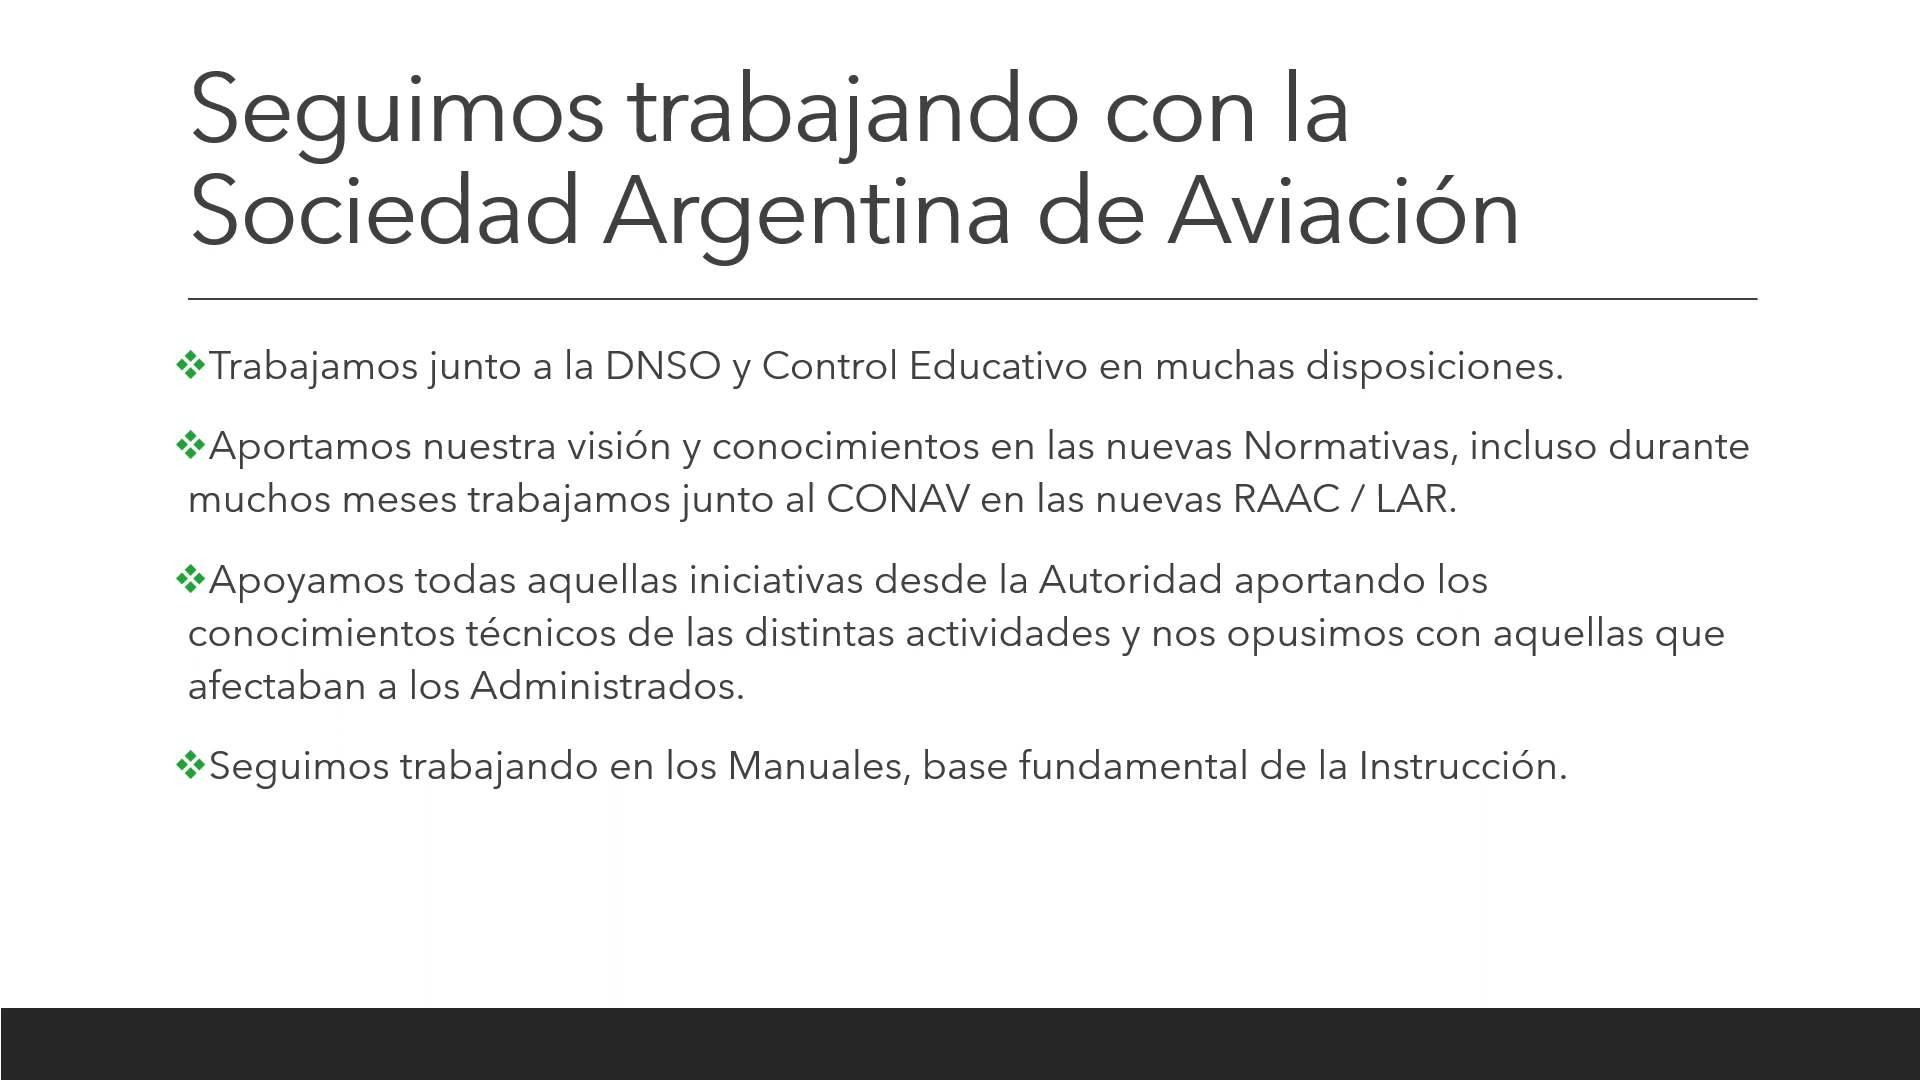 Seguimos trabajando con la
Sociedad Argentina de Aviación
❖Trabajamos junto a la DNSO y Control Educativo en muchas disposiciones.
❖Aportamos nuestra visión y conocimientos en las nuevas Normativas, incluso durante
muchos meses trabajamos junto al CONAV en las nuevas RAAC / LAR.
❖Apoyamos todas aquellas iniciativas desde la Autoridad aportando los
conocimientos técnicos de las distintas actividades y nos opusimos con aquellas que
afectaban a los Administrados.
❖Seguimos trabajando en los Manuales, base fundamental de la Instrucción.